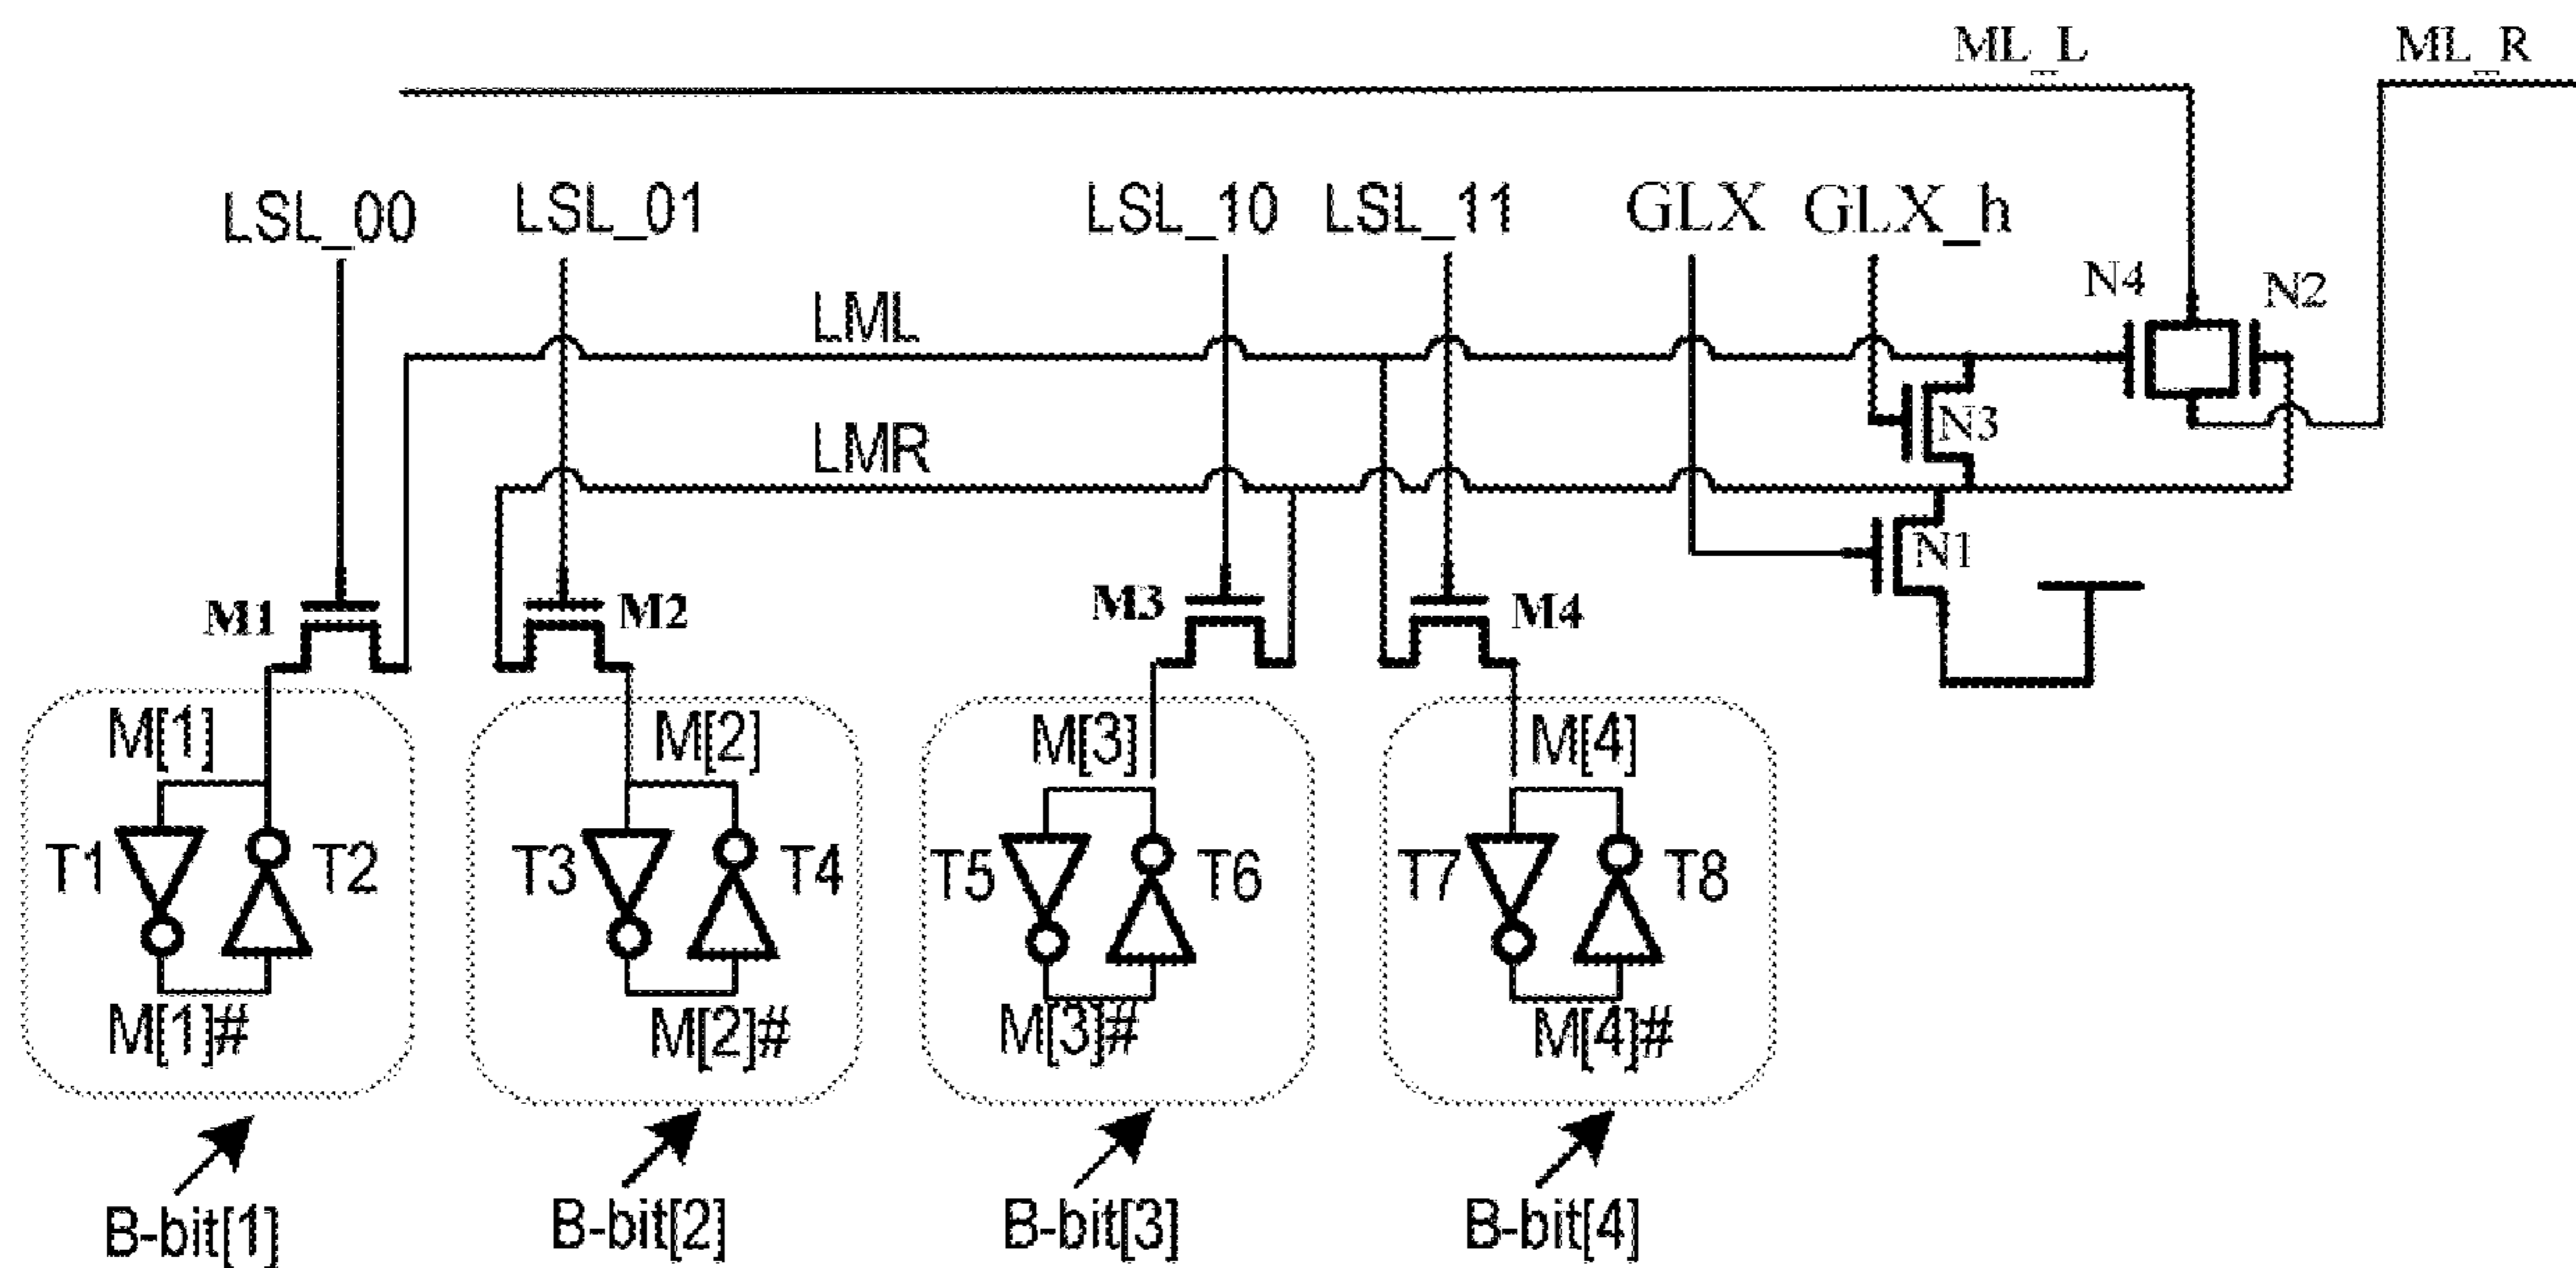 ML_L ML_R
LSL_00 LSL_01 LSL_10 LSL_11 GLX GLX_h
N4 N2
LML
N3
LMR
N1
M1 M2 M3 M4
M[1] M[2] M[3] M[4]
T1 T2 T3 T4 T5 T6 T7 T8
M[1]# M[2]# M[3]# M[4]#
B-bit[1] B-bit[2] B-bit[3] B-bit[4]